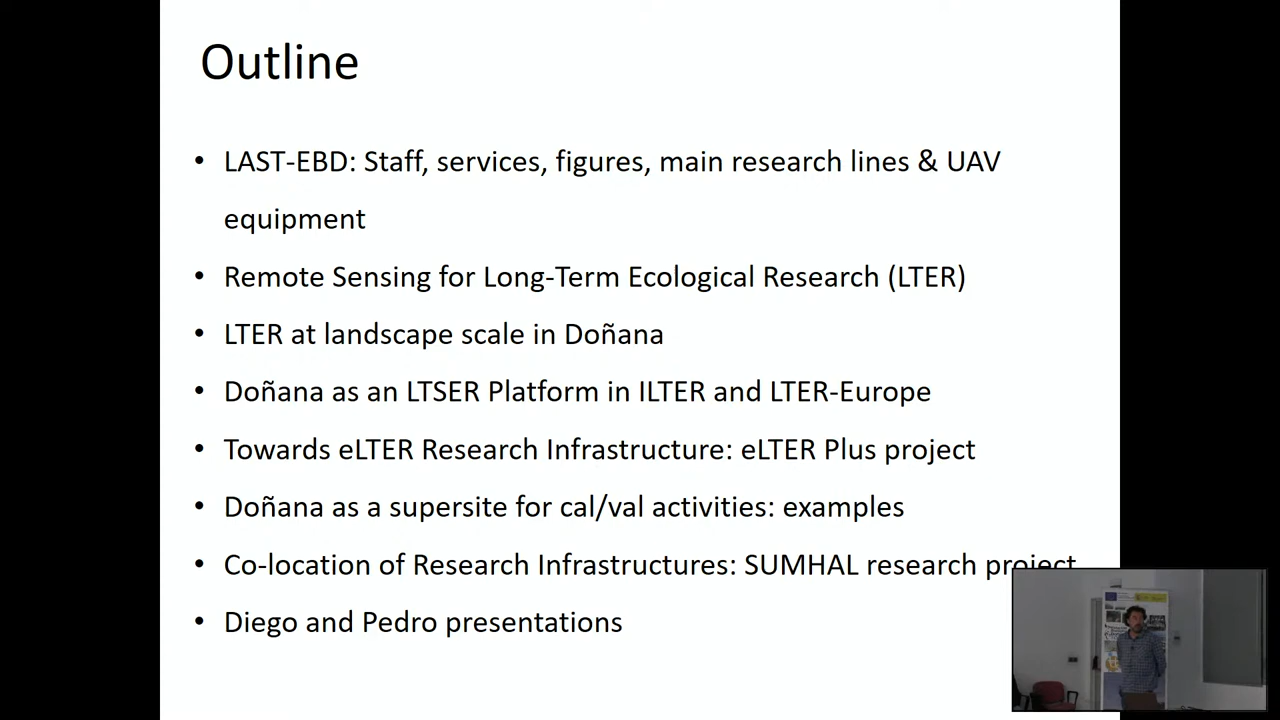 Outline
• LAST-EBD: Staff, services, figures, main research lines & UAV
equipment
• Remote Sensing for Long-Term Ecological Research (LTER)
• LTER at landscape scale in Doñana
• Doñana as an LTSER Platform in ILTER and LTER-Europe
• Towards eLTER Research Infrastructure: eLTER Plus project
• Doñana as a supersite for cal/val activities: examples
• Co-location of Research Infrastructures: SUMHAL research project
• Diego and Pedro presentations